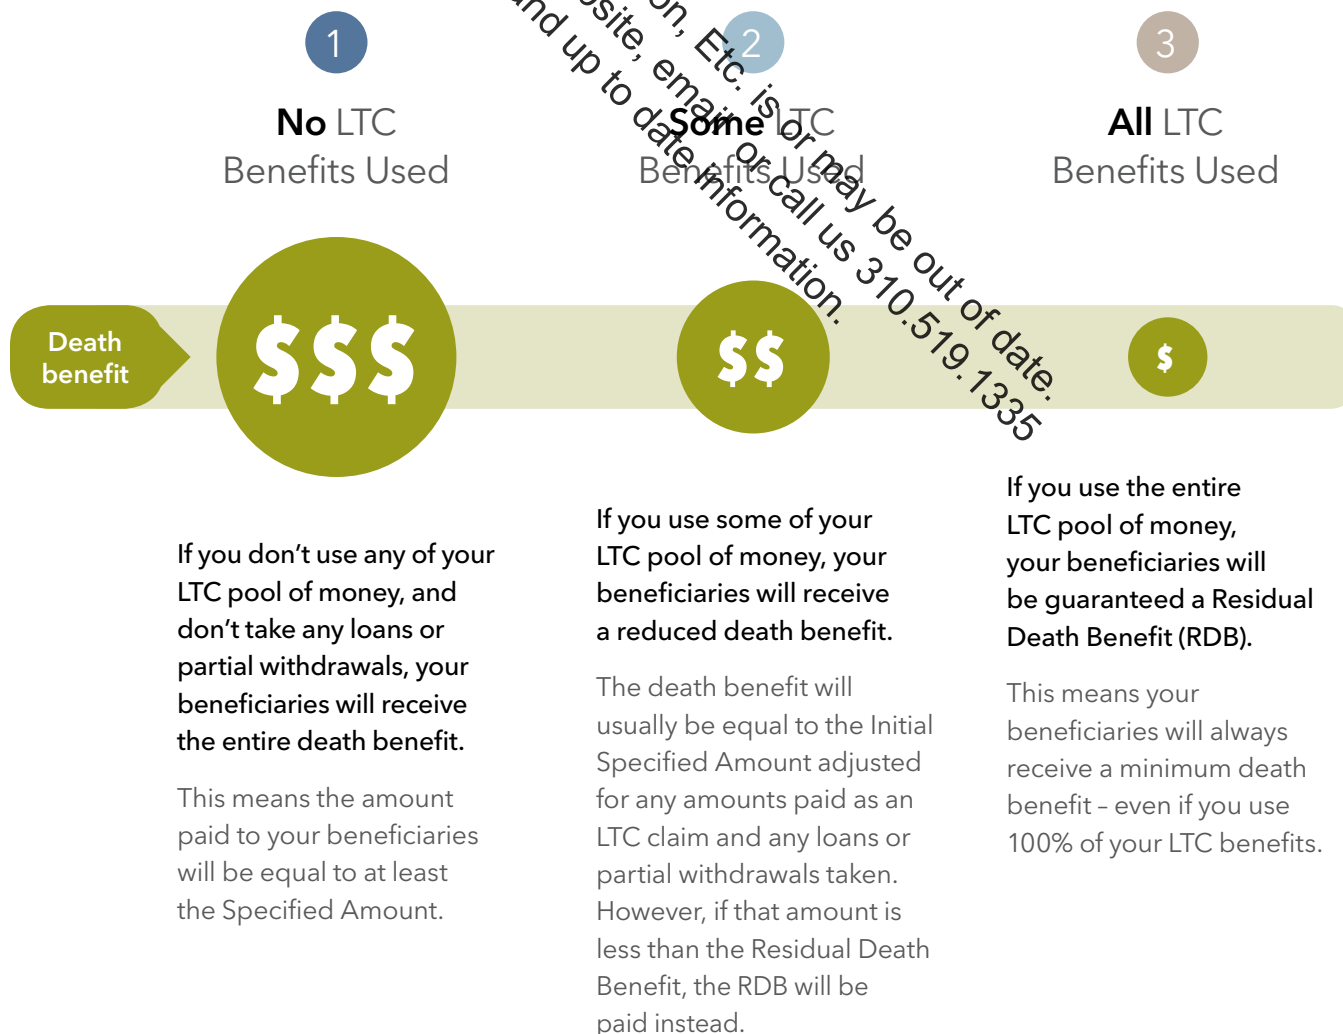 1
No LTC
Benefits Used
2
Some LTC
Benefits Used
3
All LTC
Benefits Used
on, Etc. is or may be out of date.
site, email, or call us 310.519.1335
and up to date information.
Death
benefit
$$$
$$
$
If you don’t use any of your
LTC pool of money, and
don’t take any loans or
partial withdrawals, your
beneficiaries will receive
the entire death benefit.
This means the amount
paid to your beneficiaries
will be equal to at least
the Specified Amount.
If you use some of your
LTC pool of money, your
beneficiaries will receive
a reduced death benefit.
The death benefit will
usually be equal to the Initial
Specified Amount adjusted
for any amounts paid as an
LTC claim and any loans or
partial withdrawals taken.
However, if that amount is
less than the Residual Death
Benefit, the RDB will be
paid instead.
If you use the entire
LTC pool of money,
your beneficiaries will
be guaranteed a Residual
Death Benefit (RDB).
This means your
beneficiaries will always
receive a minimum death
benefit – even if you use
100% of your LTC benefits.